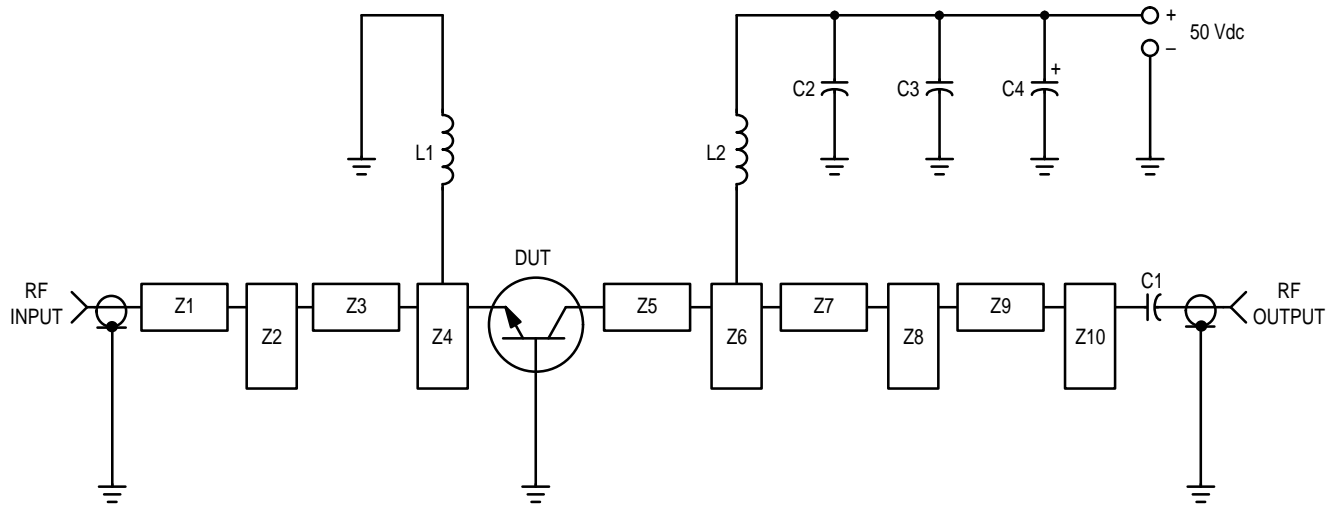 +
50 Vdc
–
C2
C3
C4
+
L1
L2
DUT
RF
INPUT
Z1
Z2
Z3
Z4
Z5
Z6
Z7
Z8
Z9
Z10
C1
RF
OUTPUT